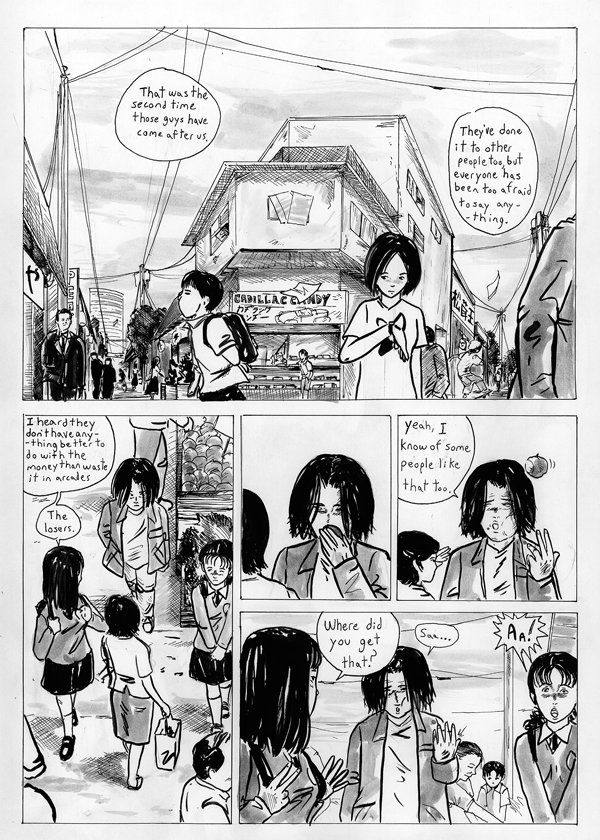 That was the
second time
those guys have
come after us.
They've done
it to other
people too, but
everyone has
been too afraid
to say any-
-thing.
CADILLAC CANDY
や
I heard they
don't have any-
-thing better to
do with the
money than waste
it in arcades
The
losers.
yeah, I
know of some
people like
that too.
Where did
you get
that?
Saa...
AA!